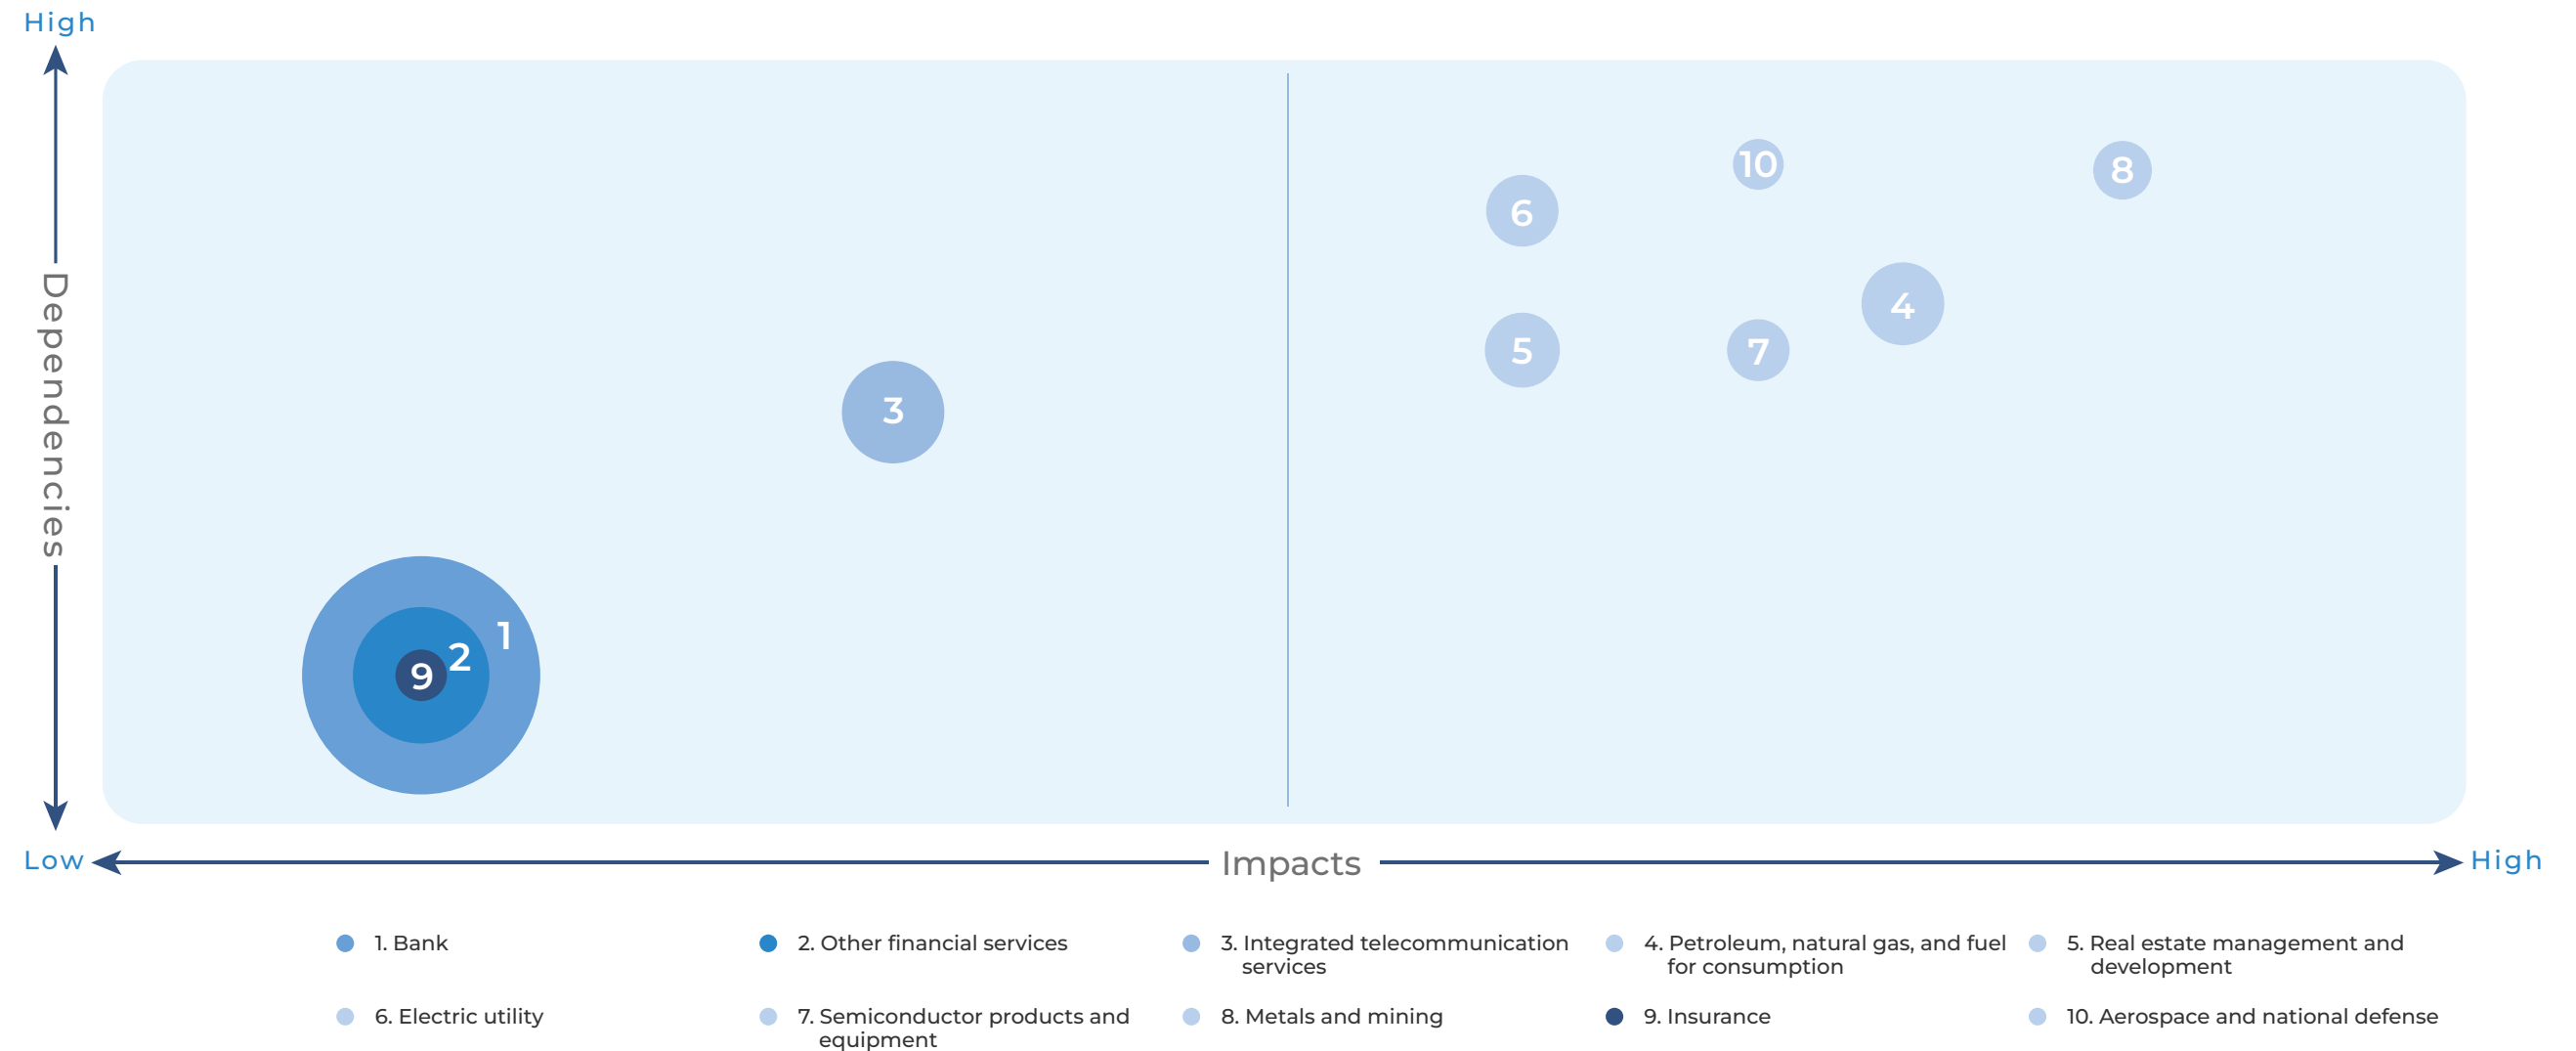 High
10
8
6
4
5
7
3
Dependencies
1
2
9
Low
Impacts
High
1. Bank
2. Other financial services
3. Integrated telecommunication
services
4. Petroleum, natural gas, and fuel
for consumption
5. Real estate management and
development
6. Electric utility
7. Semiconductor products and
equipment
8. Metals and mining
9. Insurance
10. Aerospace and national defense